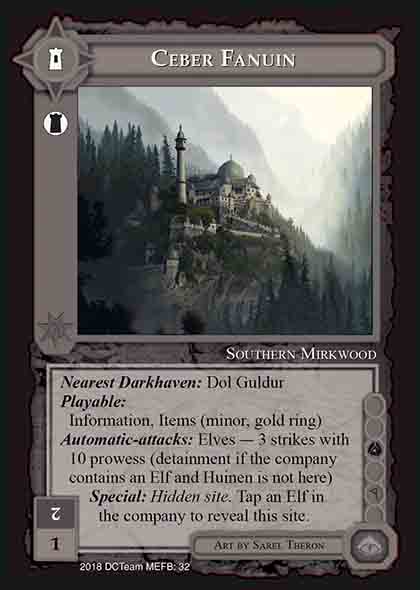 CEBER FANUIN
SOUTHERN MIRKWOOD
Nearest Darkhaven: Dol Guldur
Playable:
Information, Items (minor, gold ring)
Automatic-attacks: Elves — 3 strikes with
10 prowess (detainment if the company
contains an Elf and Huinen is not here)
Special: Hidden site. Tap an Elf in
the company to reveal this site.
2
1
ART BY SAREL THERON
2018 DCTeam MEFB: 32